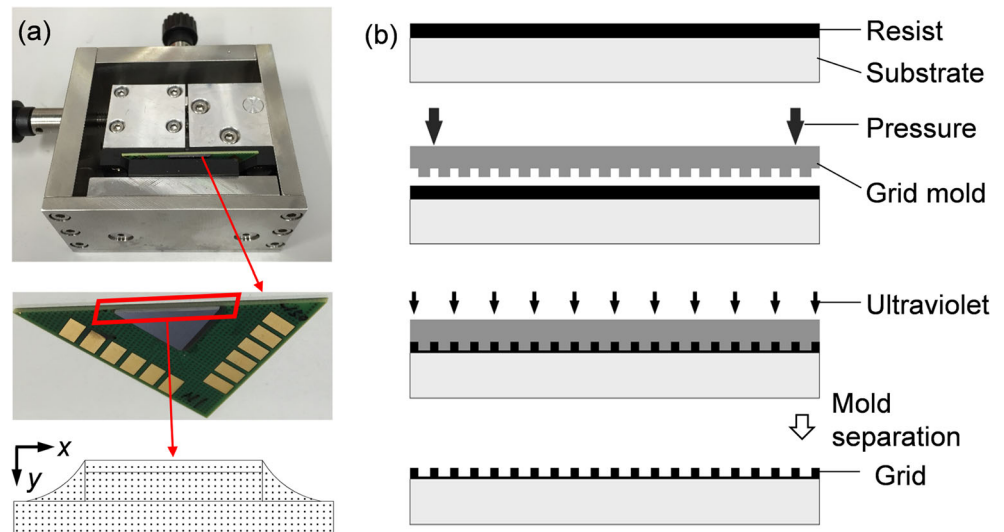 (a)
x
y
(b)
Resist
Substrate
Pressure
Grid mold
Ultraviolet
Mold
separation
Grid